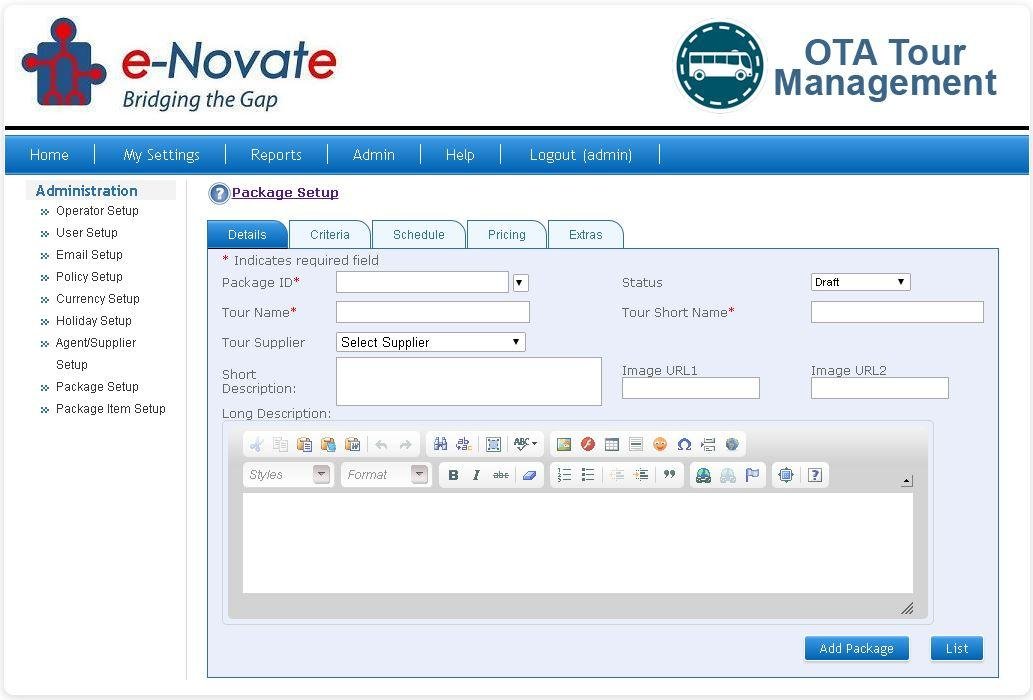 e-Novate
Bridging the Gap
OTA Tour
Management
Home
My Settings
Reports
Admin
Help
Logout (admin)
Administration
Operator Setup
User Setup
Email Setup
Policy Setup
Currency Setup
Holiday Setup
Agent/Supplier
Setup
Package Setup
Package Item Setup
? Package Setup
Details
Criteria
Schedule
Pricing
Extras
* Indicates required field
Package ID*
Status
Draft
Tour Name*
Tour Short Name*
Tour Supplier
Select Supplier
Short
Description:
Image URL1
Image URL2
Long Description:
ABC
Styles
Format
B I abc
Add Package
List